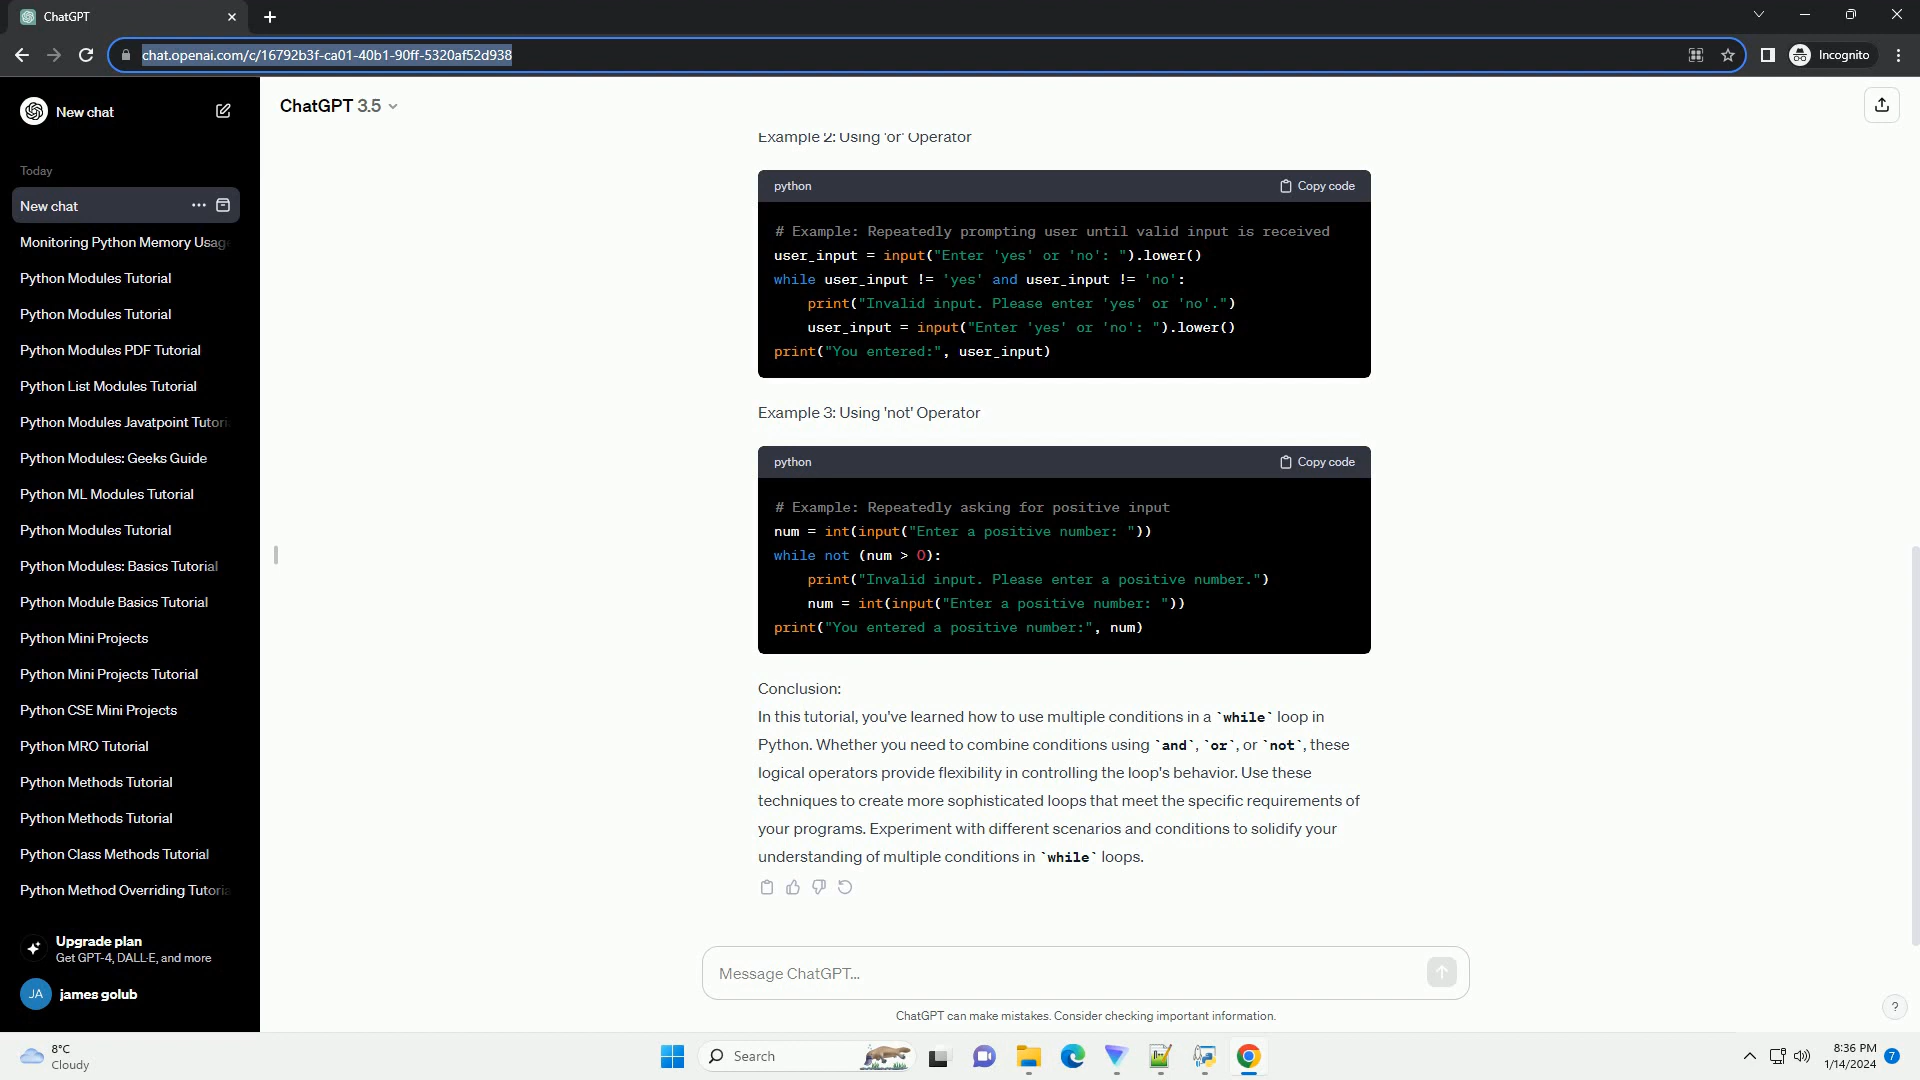 ChatGPT
chat.openai.com/c/16792b3f-ca01-40b1-90ff-5320af52d938
Incognito
New chat
Today
New chat
Monitoring Python Memory Usag
Python Modules Tutorial
Python Modules Tutorial
Python Modules PDF Tutorial
Python List Modules Tutorial
Python Modules Javatpoint Tutori
Python Modules: Geeks Guide
Python ML Modules Tutorial
Python Modules Tutorial
Python Modules: Basics Tutorial
Python Module Basics Tutorial
Python Mini Projects
Python Mini Projects Tutorial
Python CSE Mini Projects
Python MRO Tutorial
Python Methods Tutorial
Python Methods Tutorial
Python Class Methods Tutorial
Python Method Overriding Tutoria
Upgrade plan
Get GPT-4, DALL·E, and more
JA
james golub
ChatGPT 3.5
Example 2: Using 'or' Operator
python
Copy code
# Example: Repeatedly prompting user until valid input is received
user_input = input("Enter 'yes' or 'no': ").lower()
while user_input != 'yes' and user_input != 'no':
    print("Invalid input. Please enter 'yes' or 'no'.")
    user_input = input("Enter 'yes' or 'no': ").lower()
print("You entered:", user_input)
Example 3: Using 'not' Operator
python
Copy code
# Example: Repeatedly asking for positive input
num = int(input("Enter a positive number: "))
while not (num > 0):
    print("Invalid input. Please enter a positive number.")
    num = int(input("Enter a positive number: "))
print("You entered a positive number:", num)
Conclusion:
In this tutorial, you've learned how to use multiple conditions in a `while` loop in
Python. Whether you need to combine conditions using `and`, `or`, or `not`, these
logical operators provide flexibility in controlling the loop's behavior. Use these
techniques to create more sophisticated loops that meet the specific requirements of
your programs. Experiment with different scenarios and conditions to solidify your
understanding of multiple conditions in `while` loops.
Message ChatGPT...
ChatGPT can make mistakes. Consider checking important information.
?
8°C
Cloudy
Search
8:36 PM
1/14/2024
7